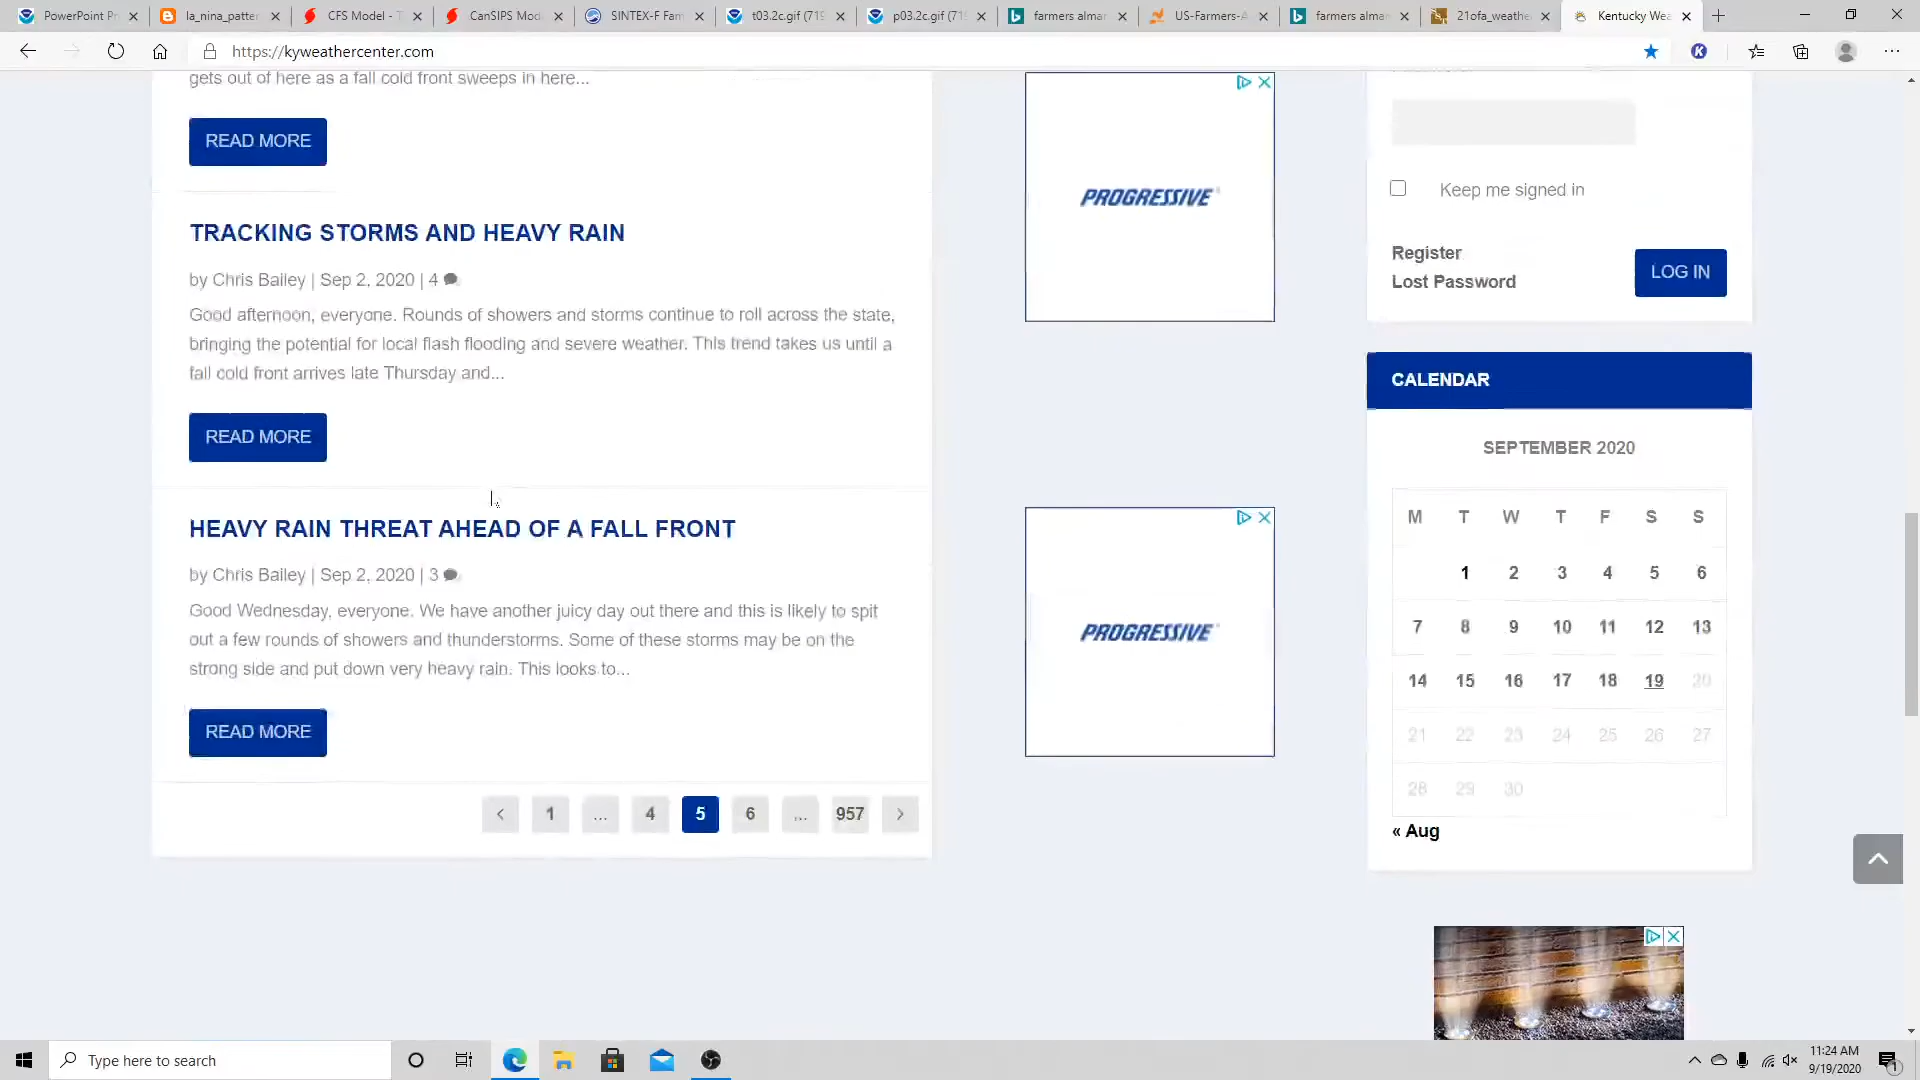 PowerPoint Pr
la_nina_patter
CFS Model - T
CanSIPS Mod
SINTEX-F Fam
t03.2c.gif (719
p03.2c.gif (719
farmers alman
US-Farmers-A
farmers alman
21ofa_weathe
Kentucky Wea
https://kyweathercenter.com
gets out of here as a fall cold front sweeps in here...
READ MORE
TRACKING STORMS AND HEAVY RAIN
by Chris Bailey | Sep 2, 2020 | 4
Good afternoon, everyone. Rounds of showers and storms continue to roll across the state,
bringing the potential for local flash flooding and severe weather. This trend takes us until a
fall cold front arrives late Thursday and...
READ MORE
HEAVY RAIN THREAT AHEAD OF A FALL FRONT
by Chris Bailey | Sep 2, 2020 | 3
Good Wednesday, everyone. We have another juicy day out there and this is likely to spit
out a few rounds of showers and thunderstorms. Some of these storms may be on the
strong side and put down very heavy rain. This looks to...
READ MORE
< 1 ... 4 5 6 ... 957 >
PROGRESSIVE
PROGRESSIVE
Keep me signed in
Register
Lost Password
LOG IN
CALENDAR
SEPTEMBER 2020
M T W T F S S
1 2 3 4 5 6
7 8 9 10 11 12 13
14 15 16 17 18 19 20
21 22 23 24 25 26 27
28 29 30
« Aug
Type here to search
11:24 AM
9/19/2020
1